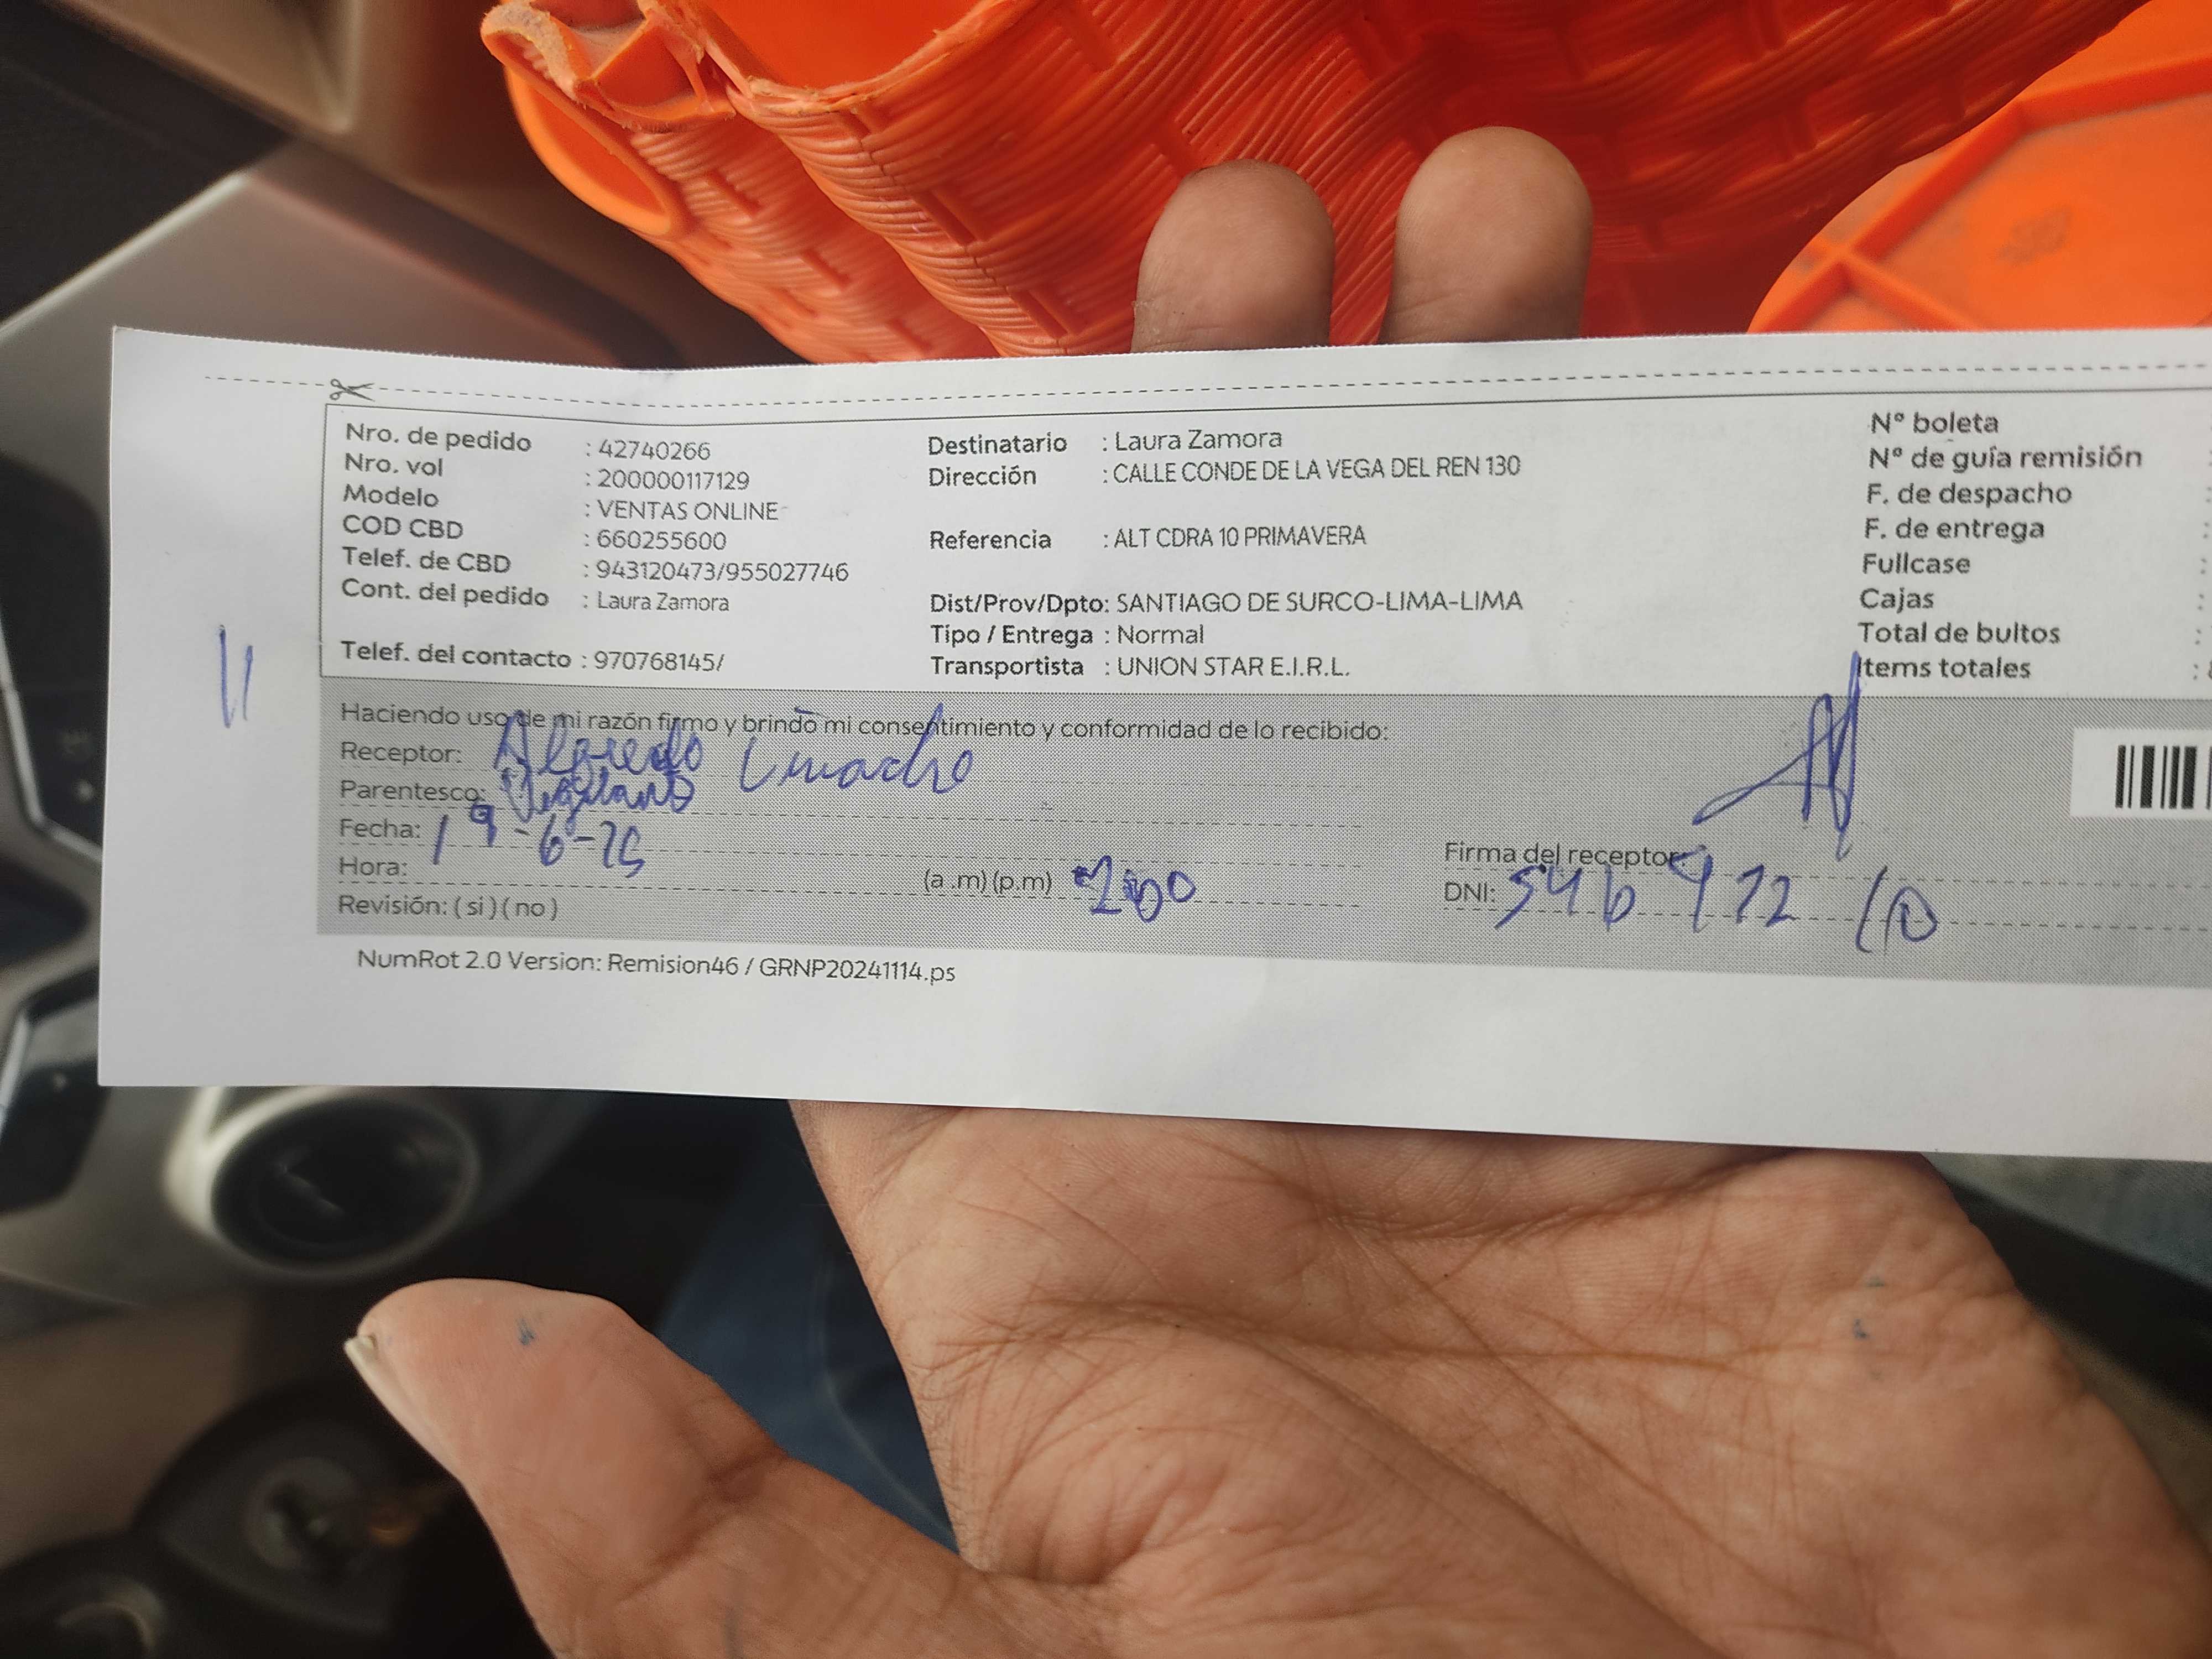 Nro. de pedido : 42740266
Nro. vol : 200000117129
Modelo : VENTAS ONLINE
COD CBD : 660255600
Telef. de CBD : 943120473/955027746
Cont. del pedido : Laura Zamora
Telef. del contacto : 970768145/
Destinatario : Laura Zamora
Dirección : CALLE CONDE DE LA VEGA DEL REN 130
Referencia : ALT CDRA 10 PRIMAVERA
Dist/Prov/Dpto: SANTIAGO DE SURCO-LIMA-LIMA
Tipo / Entrega : Normal
Transportista : UNION STAR E.I.R.L.
Nº boleta
Nº de guía remisión :
F. de despacho :
F. de entrega :
Fullcase :
Cajas :
Total de bultos :
Items totales :
Haciendo uso de mi razón firmo y brindo mi consentimiento y conformidad de lo recibido:
Receptor: Alfredo
Parentesco: Vigilante
Fecha: 19-6-25
Hora: (a .m) (p.m) 200
Revisión: ( si ) ( no )
Firma del receptor:
DNI:
NumRot 2.0 Version: Remision46 / GRNP20241114.ps